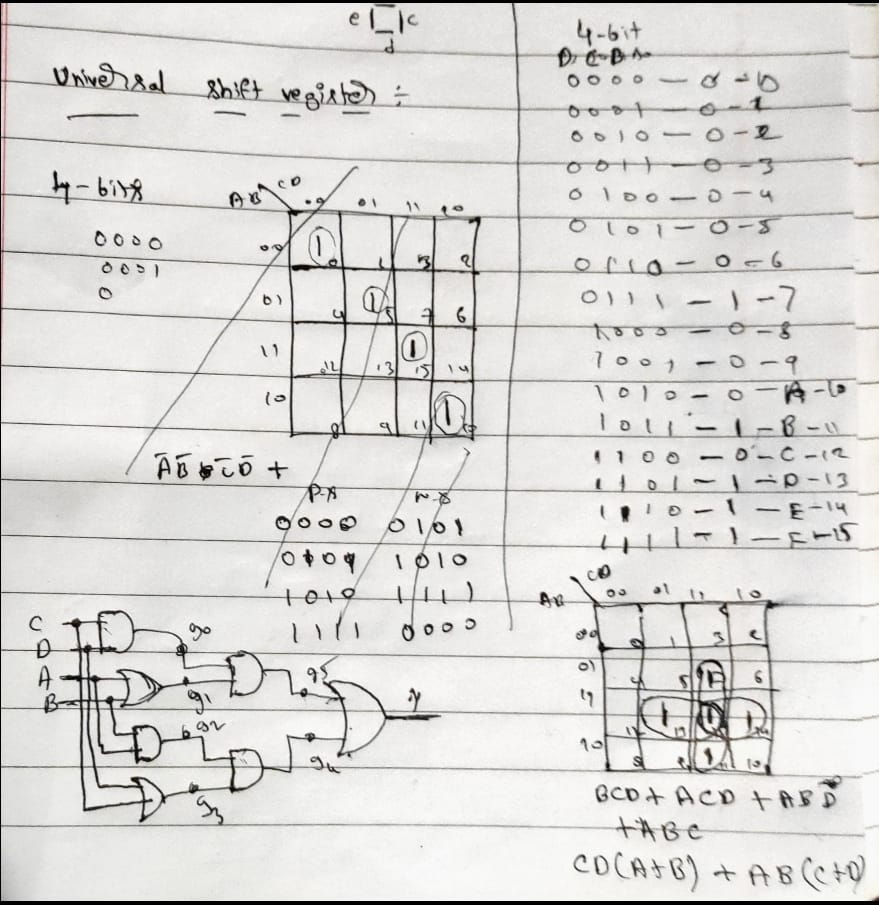 e c
d
Universal shift register ÷
4-bits
0000
0001
0
AB CD
00 01 11 10
00 1 0 1 3 2
01 4 1 5 7 6
11 12 13 1 15 14
10 8 9 11 1 10
ĀB̄C̄D̄ +
P-S N-S
0000 0101
0101 1010
1010 1111
1111 0000
C
D
A
B
g0
g1
g2
g3
g5
g4
y
4-bit
D C B A
0000 — 0 - 0
0001 — 0 - 1
0010 — 0 - 2
0011 — 0 - 3
0100 — 0 - 4
0101 — 0 - 5
0110 — 0 - 6
0111 — 1 - 7
1000 — 0 - 8
1001 — 0 - 9
1010 — 0 — A-10
1011 — 1 — B-11
1100 — 0 — C-12
1101 — 1 — D-13
1110 — 1 — E-14
1111 — 1 — F-15
AB CD
00 01 11 10
00 0 1 3 2
01 4 5 1 7 6
11 12 1 13 1 1 14
10 8 9 1 11 10
BCD + ACD + ABD
+ ABC
CD(A+B) + AB(C+D)